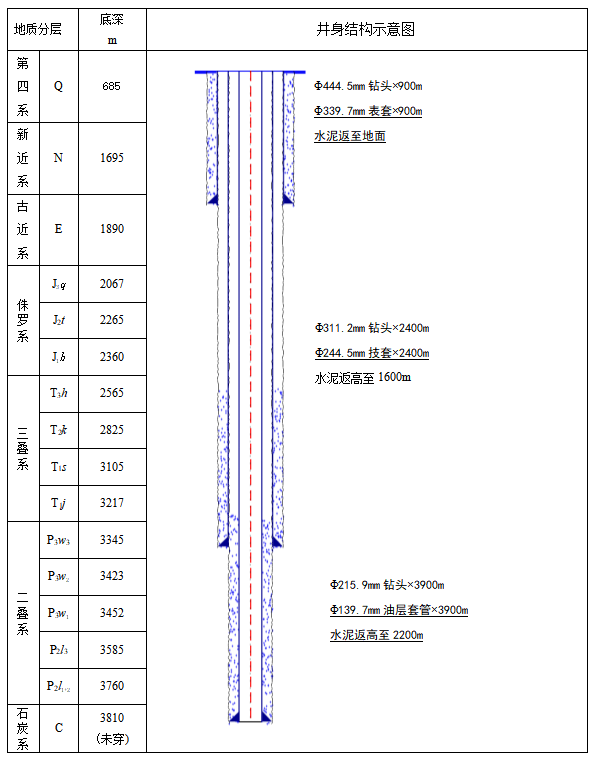 地质分层 底深 m 井身结构示意图
第四系 Q 685
新近系 N 1695
古近系 E 1890
侏罗系 J₃q 2067
J₂t 2265
J₁b 2360
三叠系 T₃h 2565
T₂k 2825
T₁s 3105
T₁j 3217
二叠系 P₃w₃ 3345
P₃w₂ 3423
P₃w₁ 3452
P₂l₃ 3585
P₂l₁₊₂ 3760
石炭系 C 3810
(未穿)
Φ444.5mm 钻头×900m
Φ339.7mm 表套×900m
水泥返至地面
Φ311.2mm 钻头×2400m
Φ244.5mm 技套×2400m
水泥返高至 1600m
Φ215.9mm 钻头×3900m
Φ139.7mm 油层套管×3900m
水泥返高至 2200m